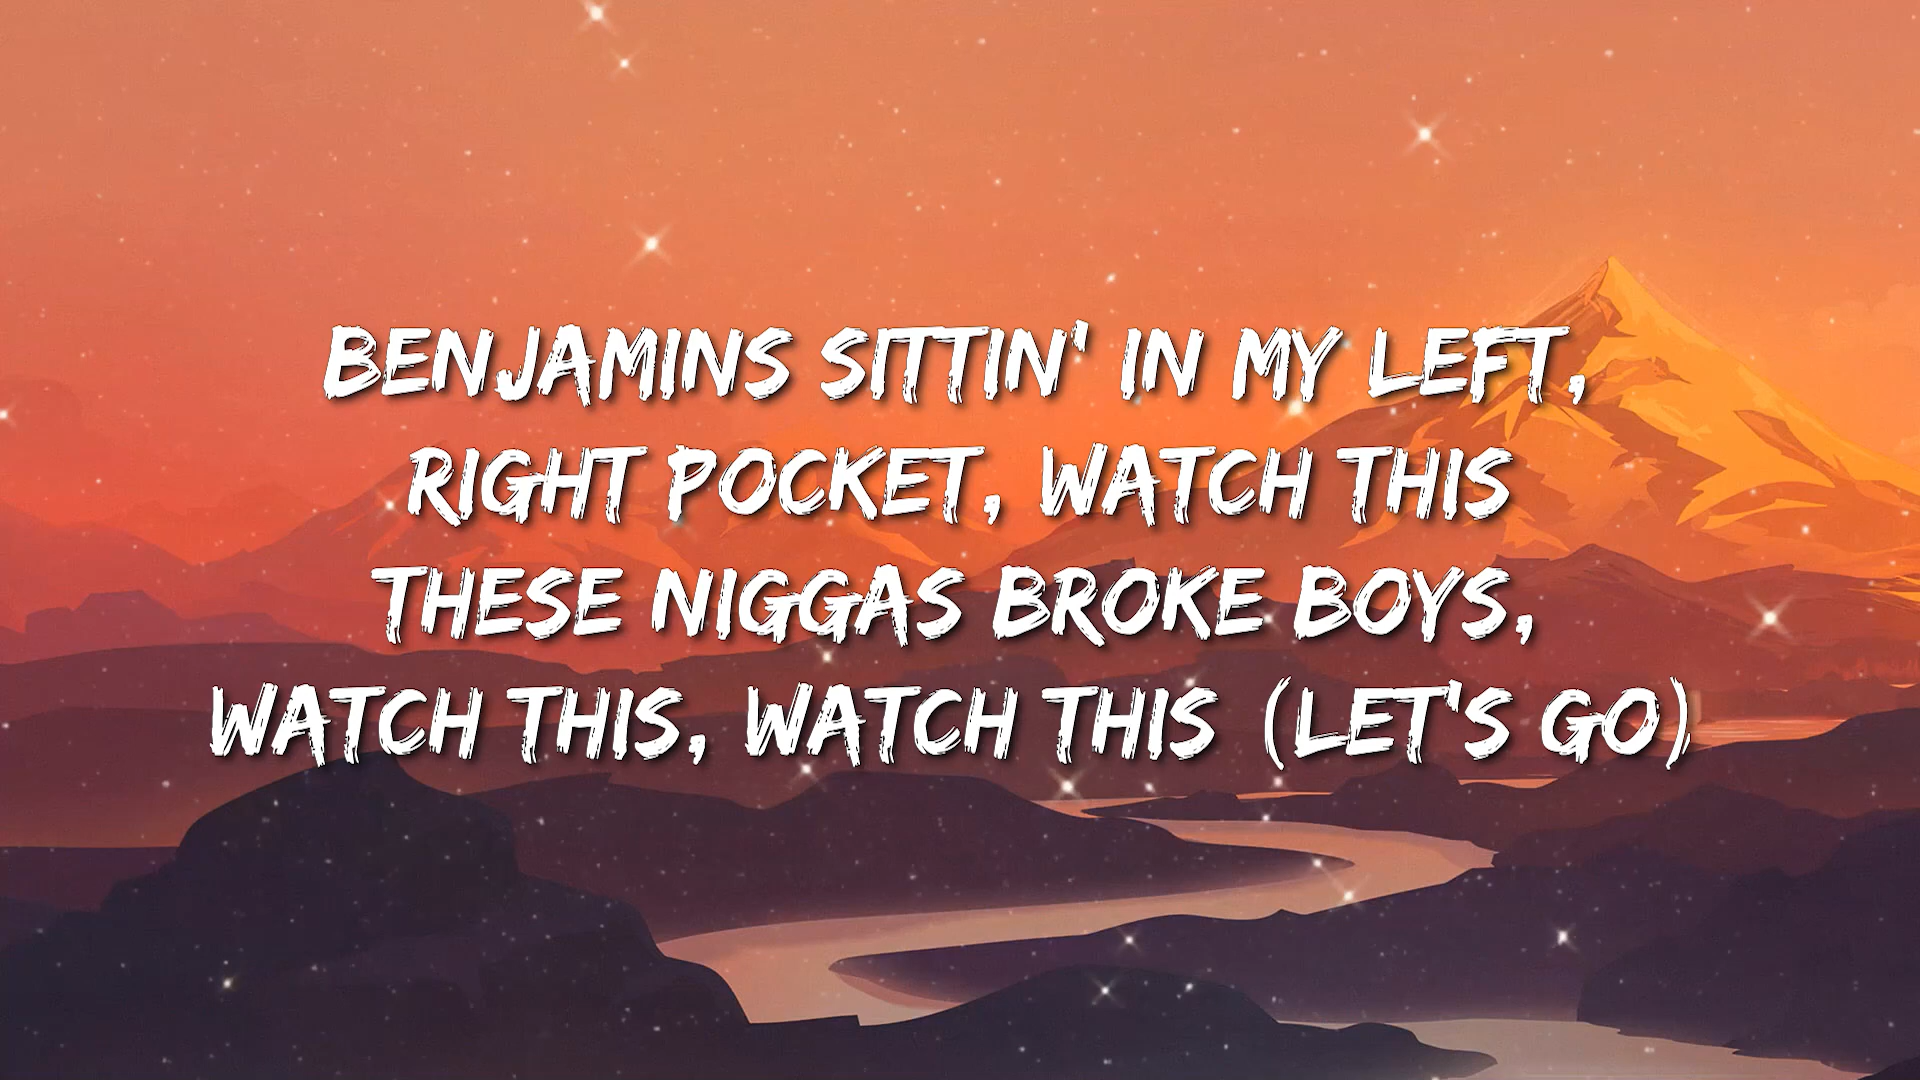 BENJAMINS SITTIN' IN MY LEFT,
RIGHT POCKET, WATCH THIS
THESE NIGGAS BROKE BOYS,
WATCH THIS, WATCH THIS (LET'S GO)